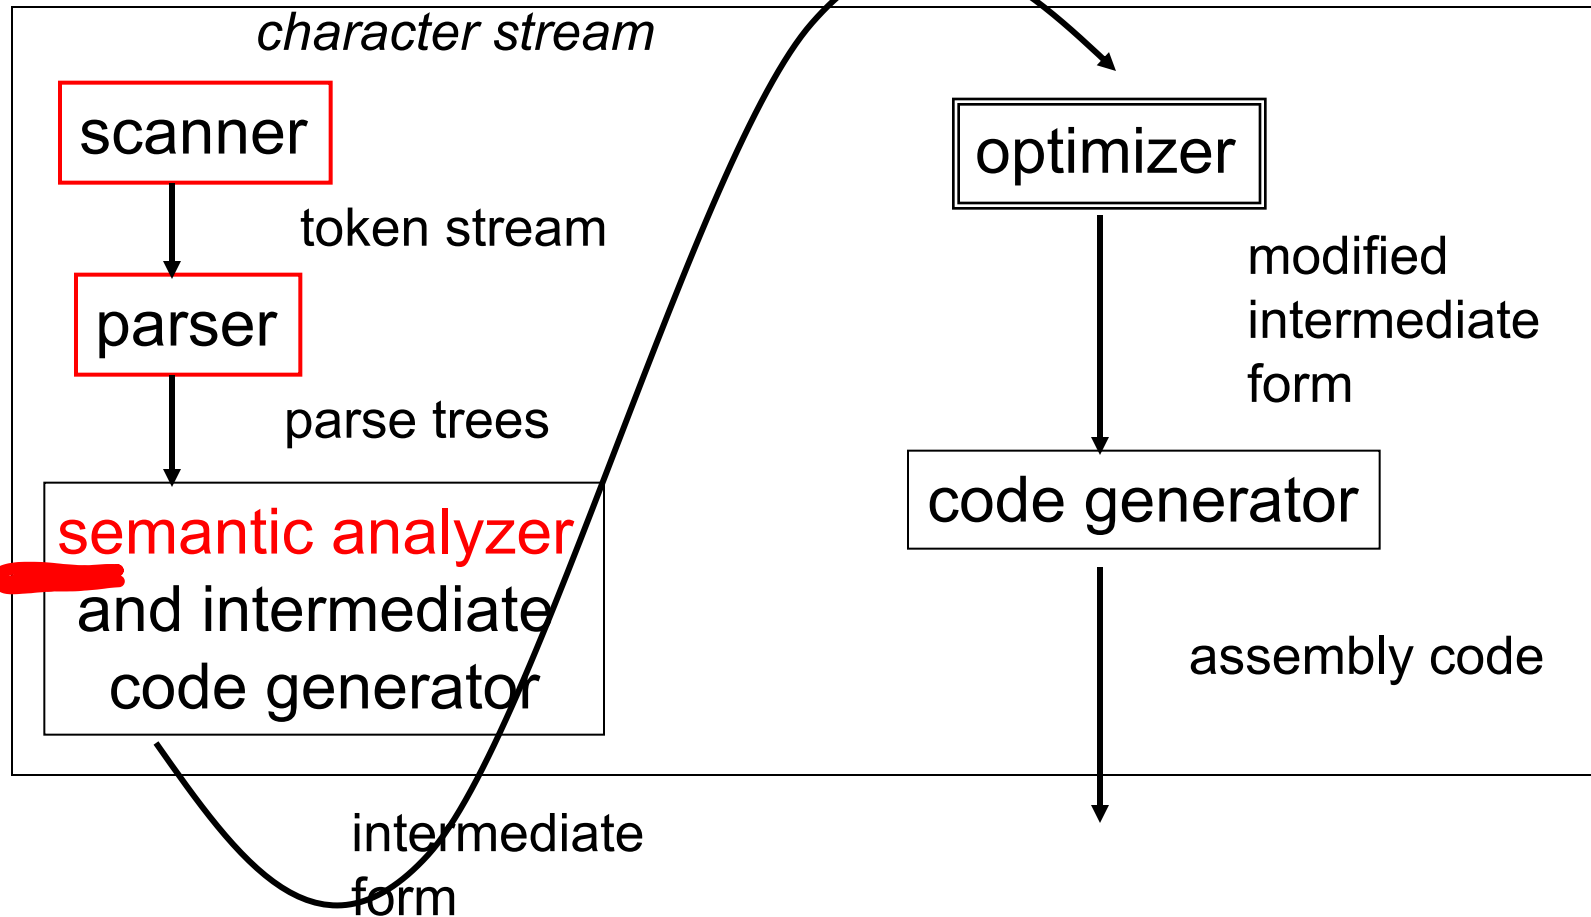 character stream
scanner
token stream
parser
parse trees
semantic analyzer
and intermediate
code generator
intermediate
form
optimizer
modified
intermediate
form
code generator
assembly code